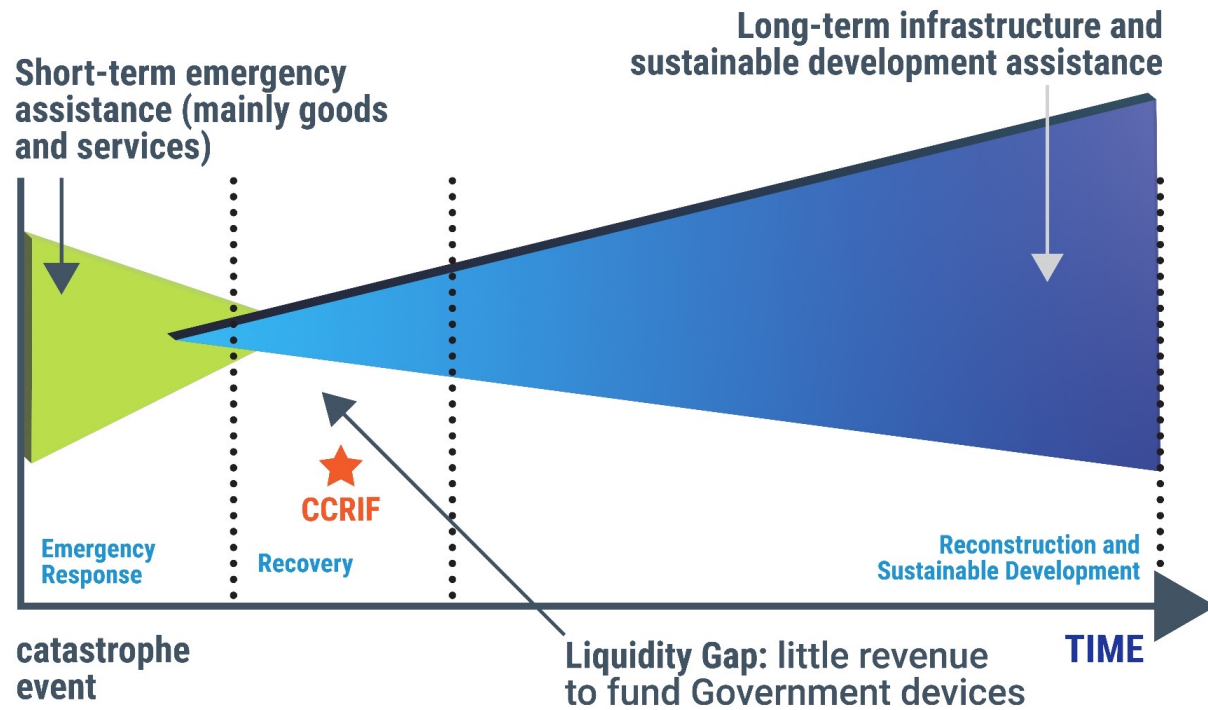 Long-term infrastructure and
sustainable development assistance
Short-term emergency
assistance (mainly goods
and services)
CCRIF
Emergency
Response
Recovery
Reconstruction and
Sustainable Development
catastrophe
event
Liquidity Gap: little revenue
to fund Government devices
TIME